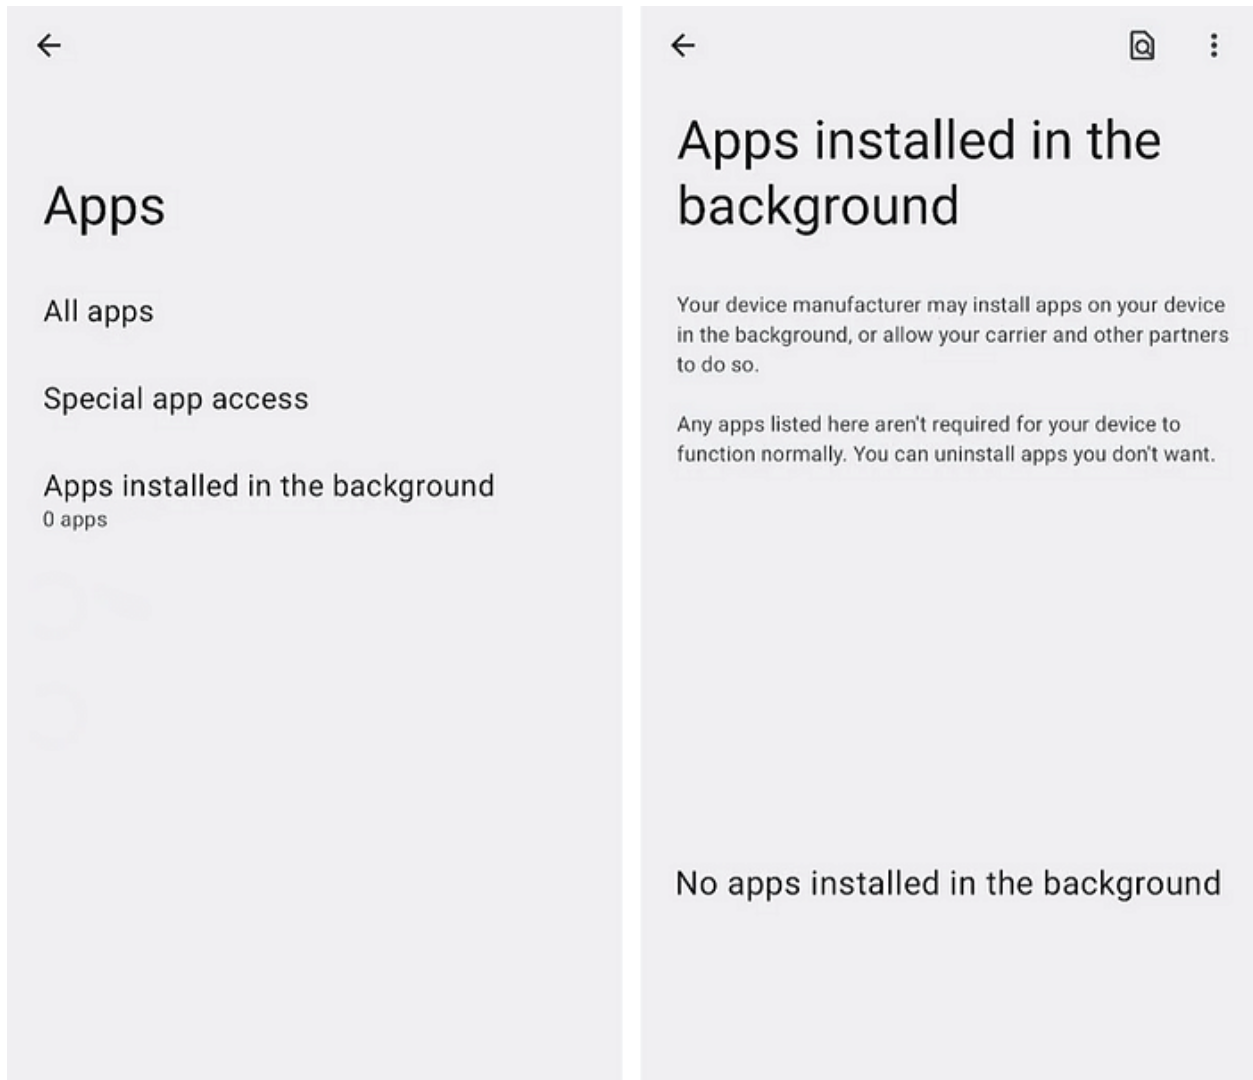 Apps
All apps
Special app access
Apps installed in the background
0 apps
Apps installed in the
background
Your device manufacturer may install apps on your device
in the background, or allow your carrier and other partners
to do so.
Any apps listed here aren't required for your device to
function normally. You can uninstall apps you don't want.
No apps installed in the background